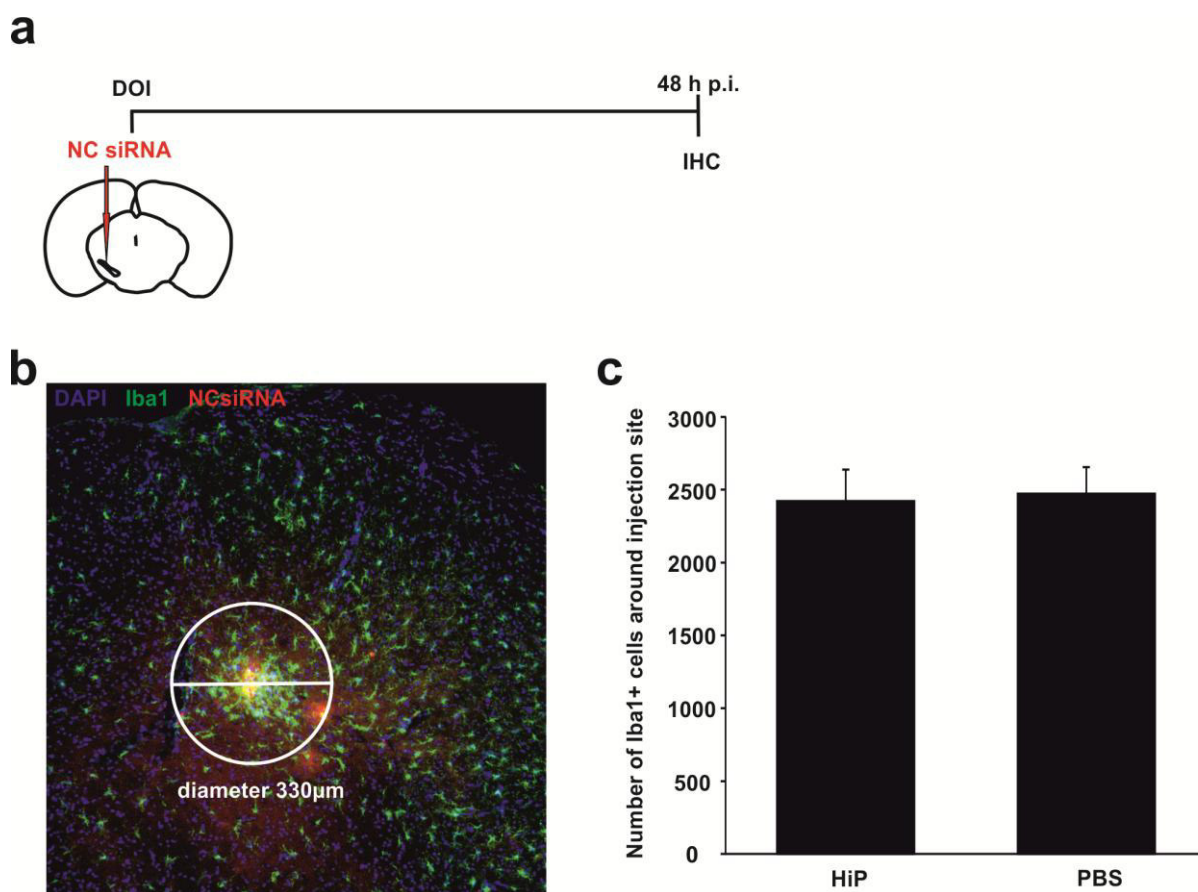 a
DOI
48 h p.i.
NC siRNA
IHC
b
DAPI Iba1 NCsiRNA
diameter 330µm
c
Number of Iba1+ cells around injection site
3000
2500
2000
1500
1000
500
0
HiP
PBS